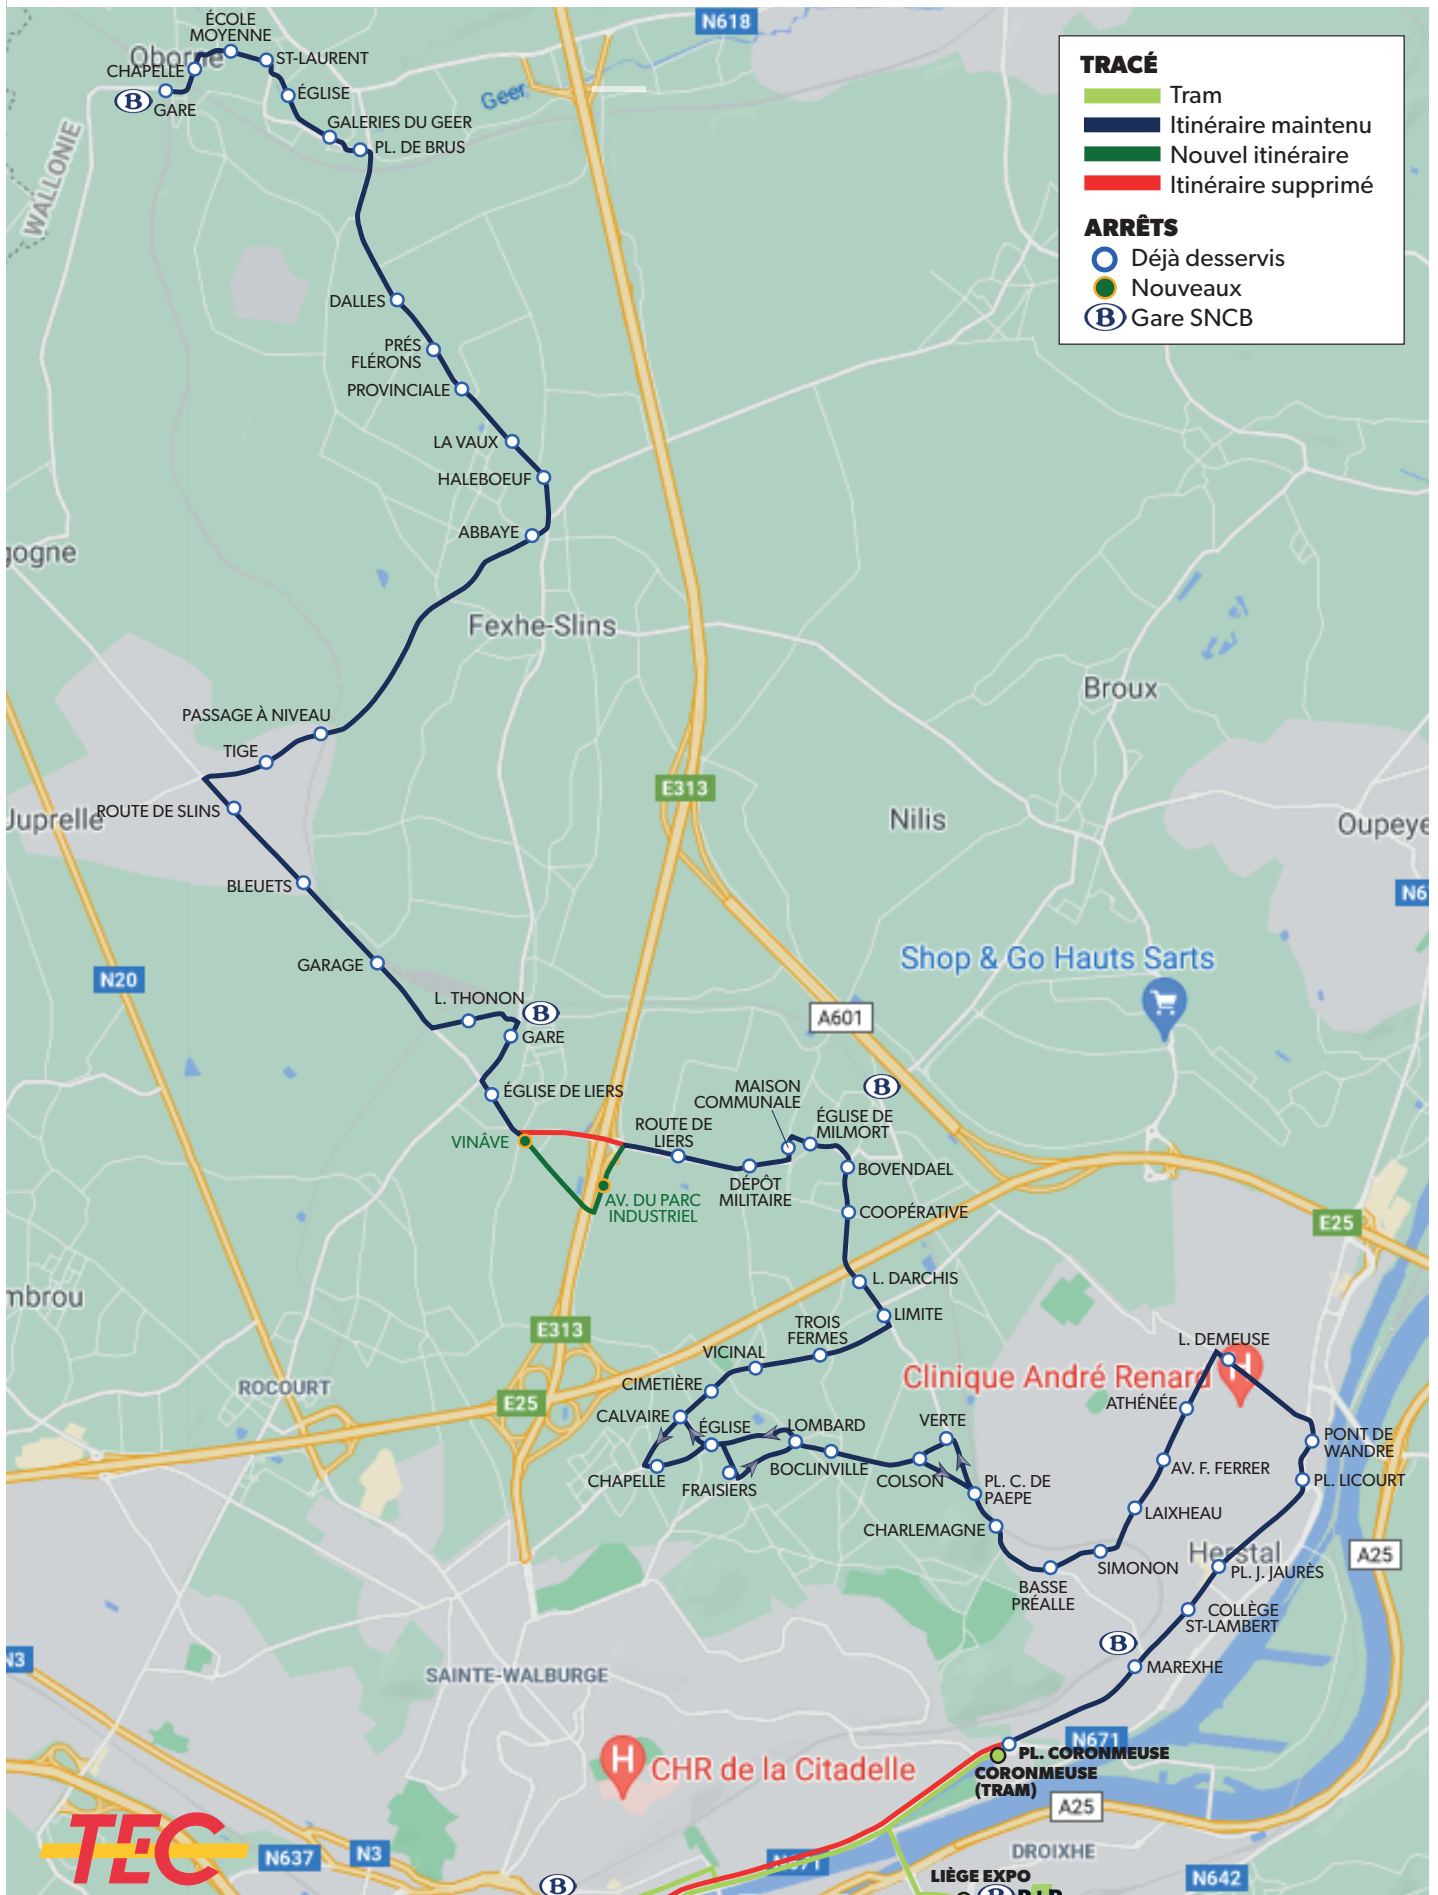 N618
ÉCOLE
MOYENNE
Oborne
ST-LAURENT
CHAPELLE
B
GARE
ÉGLISE
Geer
GALERIES DU GEER
PL. DE BRUS
WALLONIE
TRACÉ
Tram
Itinéraire maintenu
Nouvel itinéraire
Itinéraire supprimé
ARRÊTS
Déjà desservis
Nouveaux
B Gare SNCB
DALLES
PRÉS
FLÉRONS
PROVINCIALE
LA VAUX
HALEBOEUF
ABBAYE
gogne
Fexhe-Slins
Broux
PASSAGE À NIVEAU
TIGE
E313
Juprelle
ROUTE DE SLINS
Nilis
Oupeye
BLEUETS
N6
GARAGE
N20
Shop & Go Hauts Sarts
L. THONON
B
GARE
A601
ÉGLISE DE LIERS
B
MAISON
COMMUNALE
ÉGLISE DE
MILMORT
VINÂVE
ROUTE DE
LIERS
BOVENDAEL
DÉPÔT
MILITAIRE
AV. DU PARC
INDUSTRIEL
COOPÉRATIVE
E25
L. DARCHIS
mbrou
LIMITE
E313
TROIS
FERMES
L. DEMEUSE
VICINAL
Clinique André Renard
H
ROCOURT
CIMETIÈRE
E25
ATHÉNÉE
CALVAIRE
ÉGLISE
LOMBARD
VERTE
PONT DE
WANDRE
CHAPELLE
FRAISIERS
BOCLINVILLE
COLSON
PL. C. DE
PAEPE
AV. F. FERRER
PL. LICOURT
LAIXHEAU
CHARLEMAGNE
Herstal
A25
SIMONON
PL. J. JAURÈS
BASSE
PRÉALLE
COLLÈGE
ST-LAMBERT
B
MAREXHE
N3
SAINTE-WALBURGE
N671
PL. CORONMEUSE
CORONMEUSE
(TRAM)
H
CHR de la Citadelle
A25
TEC
N637
N3
N671
DROIXHE
LIÈGE EXPO
N642
B
B P+R